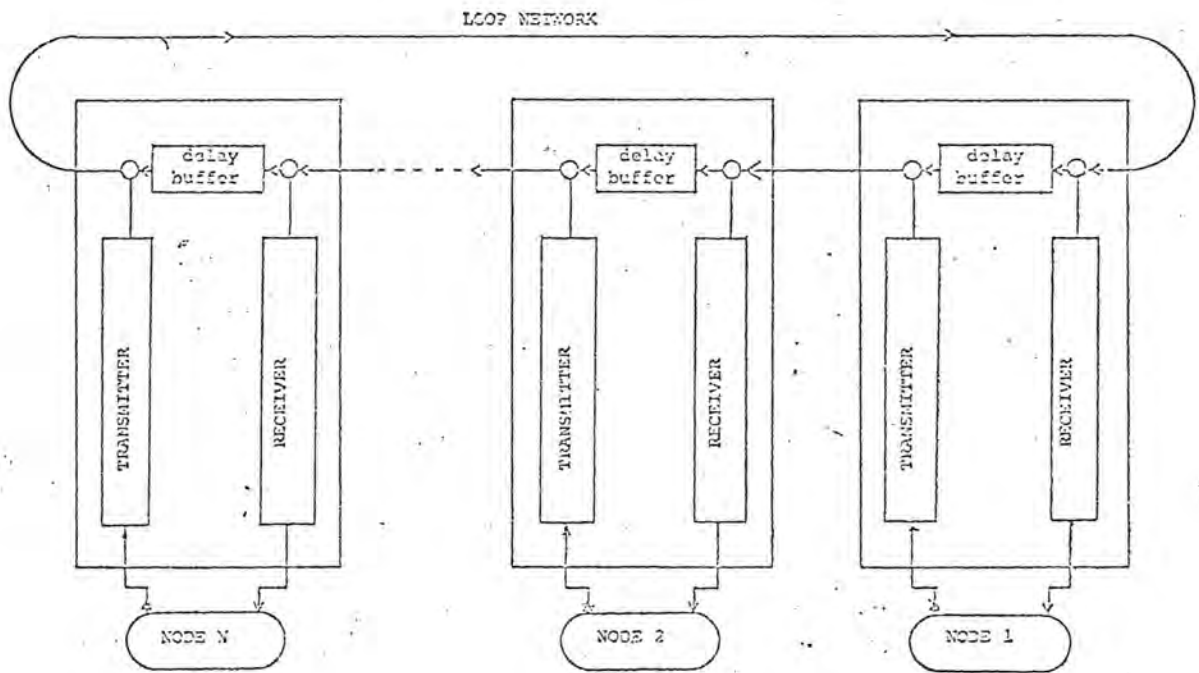 LOOP NETWORK
delay
buffer
delay
buffer
delay
buffer
TRANSMITTER
RECEIVER
TRANSMITTER
RECEIVER
TRANSMITTER
RECEIVER
NODE N
NODE 2
NODE 1